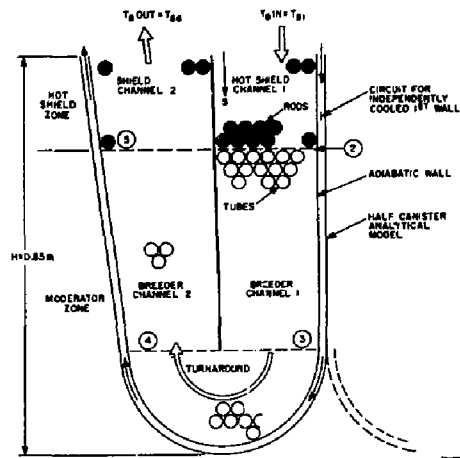 T_B OUT = T_B6
T_B IN = T_B1
HOT SHIELD ZONE
SHIELD CHANNEL 2
HOT SHIELD CHANNEL 1
S
RODS
CIRCUIT FOR INDEPENDENTLY COOLED 1ST WALL
5
2
ADIABATIC WALL
TUBES
HALF CANISTER ANALYTICAL MODEL
H=0.85m
MODERATOR ZONE
BREEDER CHANNEL 2
BREEDER CHANNEL 1
4
3
TURNAROUND